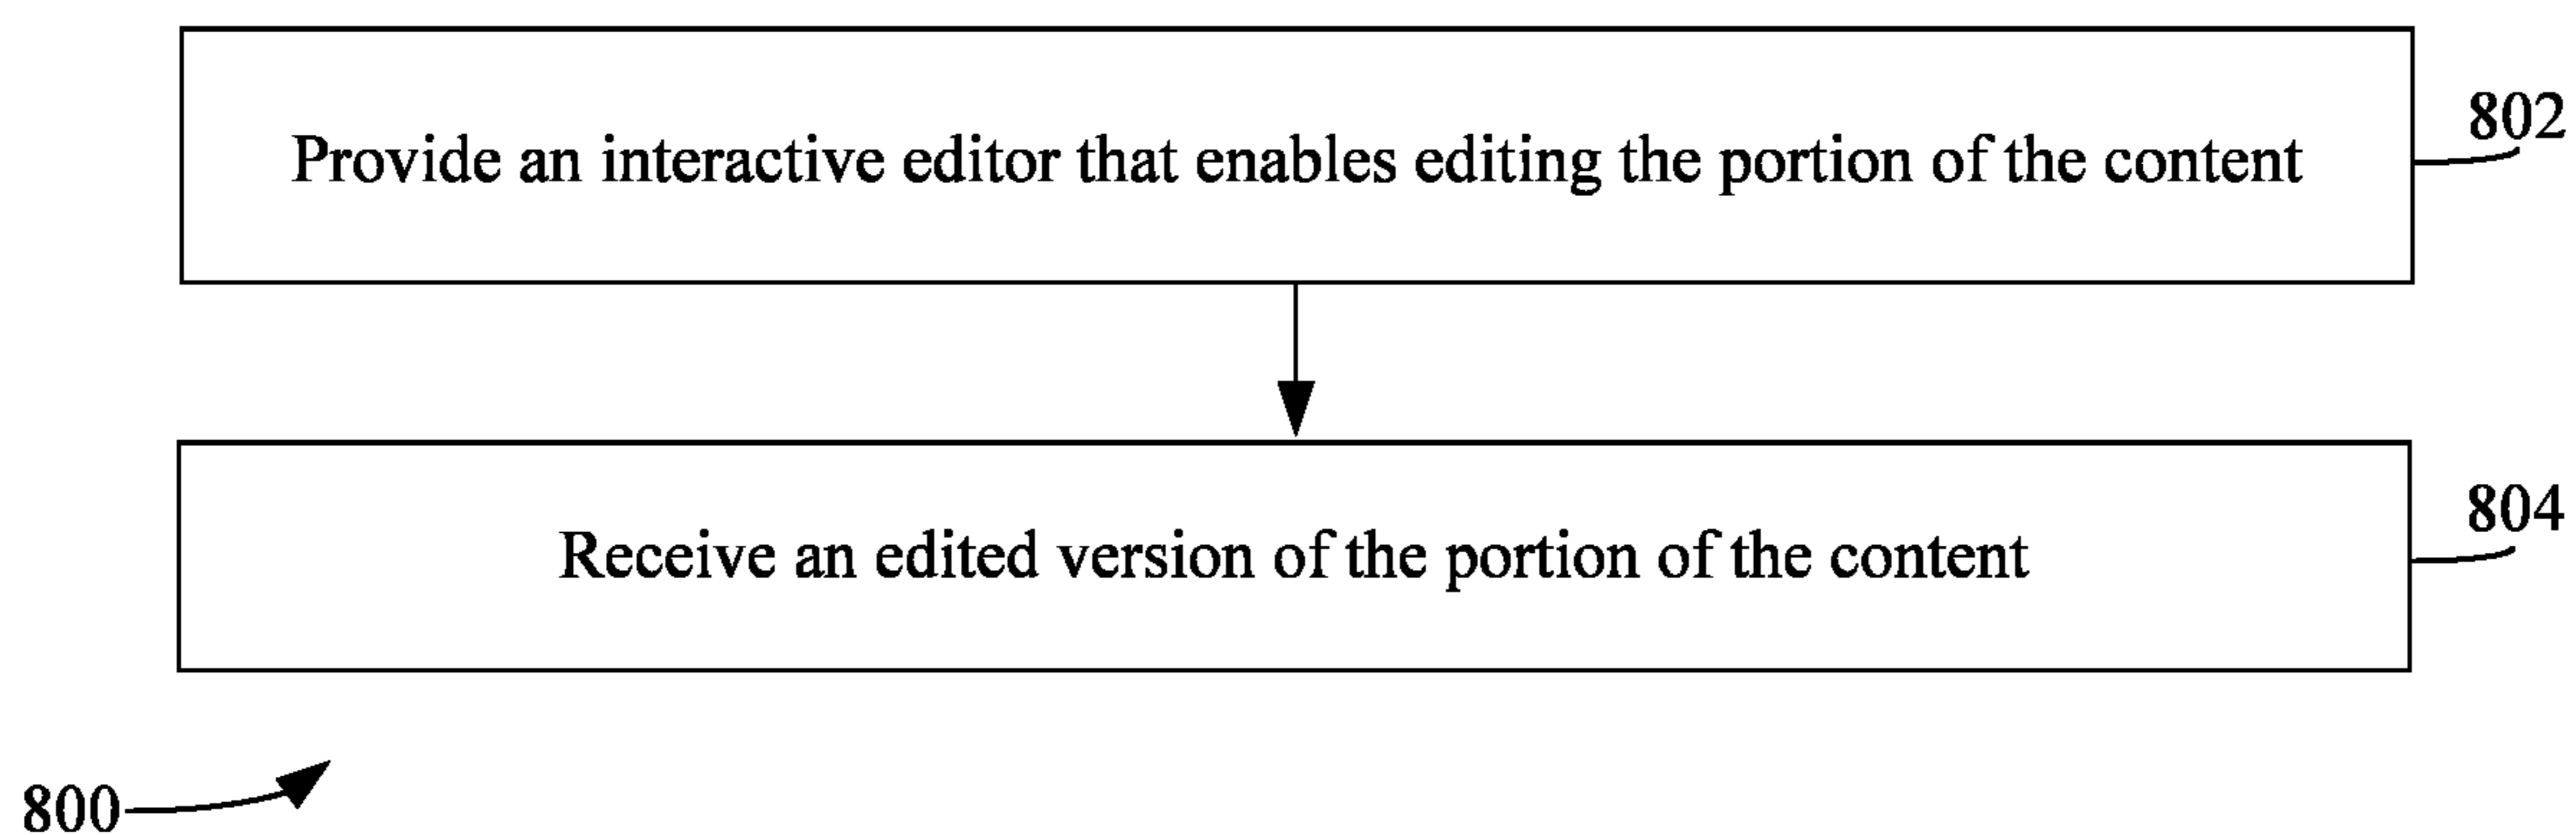 802
Provide an interactive editor that enables editing the portion of the content
804
Receive an edited version of the portion of the content
800